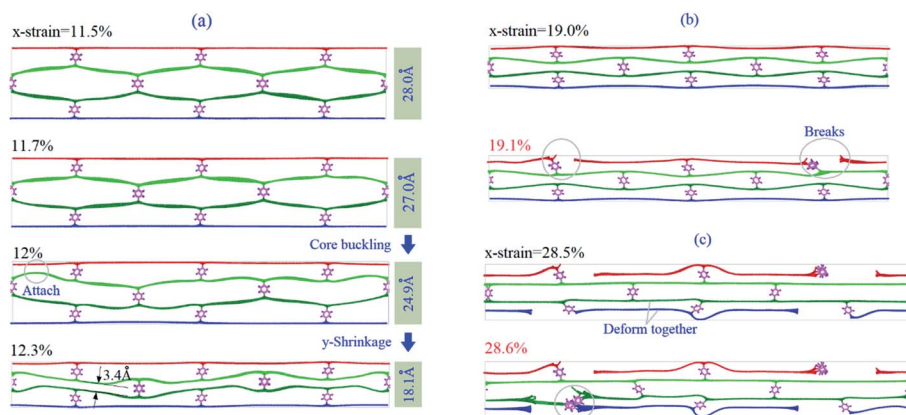 (a)
x-strain=11.5%
28.0Å
11.7%
27.0Å
Core buckling
12%
Attach
24.9Å
y-Shrinkage
12.3%
3.4Å
18.1Å
(b)
x-strain=19.0%
19.1%
Breaks
(c)
x-strain=28.5%
Deform together
28.6%